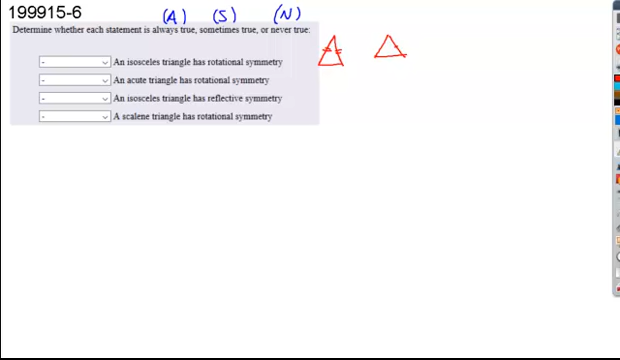 199915-6
(A) (S) (N)
Determine whether each statement is always true, sometimes true, or never true:
- An isosceles triangle has rotational symmetry
- An acute triangle has rotational symmetry
- An isosceles triangle has reflective symmetry
- A scalene triangle has rotational symmetry